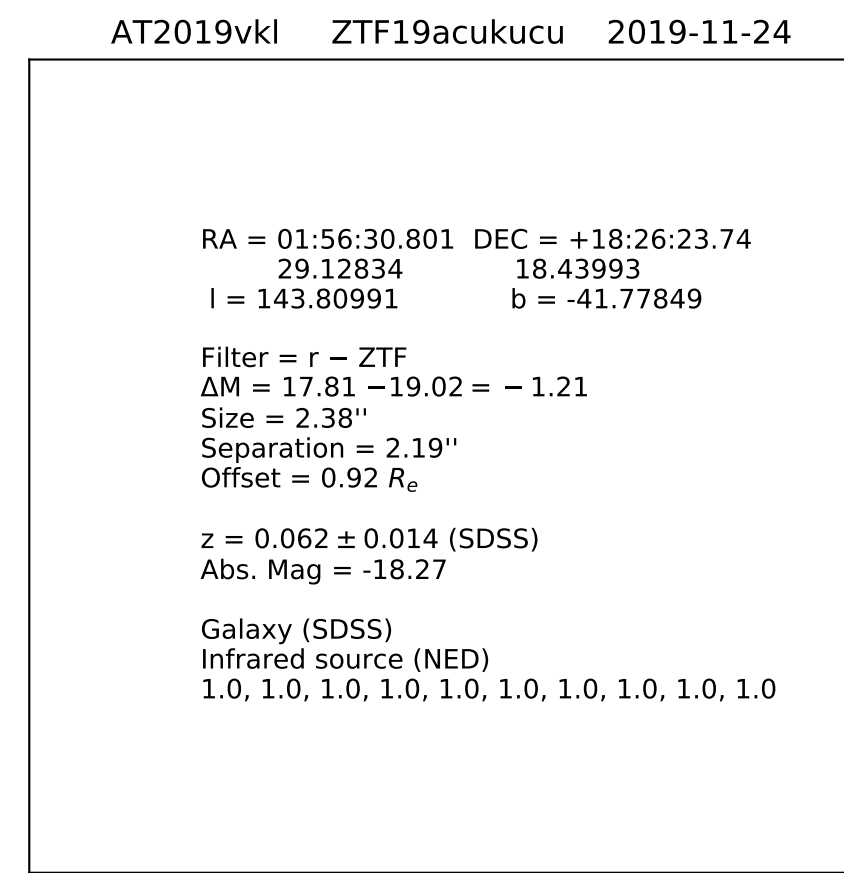 AT2019vkl ZTF19acukucu 2019-11-24
RA = 01:56:30.801 DEC = +18:26:23.74
29.12834 18.43993
l = 143.80991 b = -41.77849
Filter = r − ZTF
ΔM = 17.81 −19.02 = − 1.21
Size = 2.38''
Separation = 2.19''
Offset = 0.92 Rₑ
z = 0.062 ± 0.014 (SDSS)
Abs. Mag = -18.27
Galaxy (SDSS)
Infrared source (NED)
1.0, 1.0, 1.0, 1.0, 1.0, 1.0, 1.0, 1.0, 1.0, 1.0